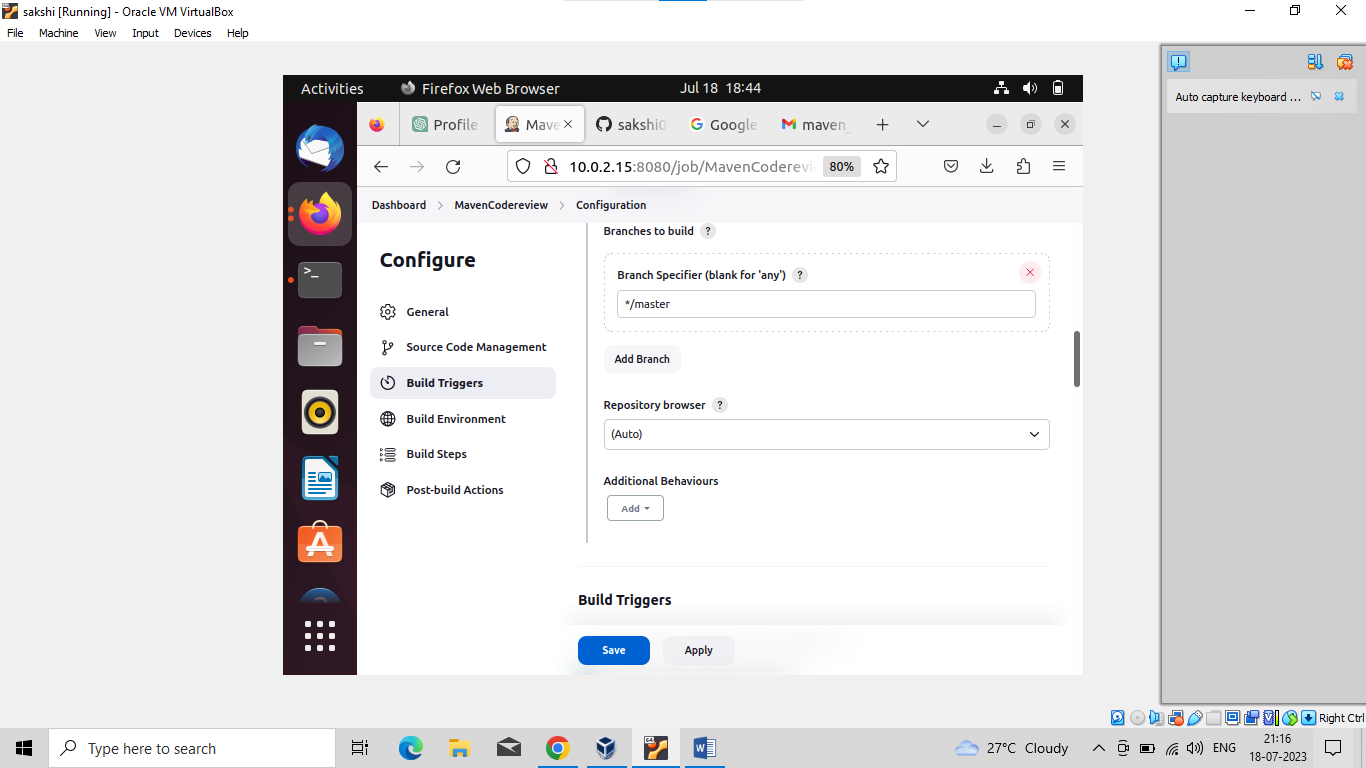 sakshi [Running] - Oracle VM VirtualBox
File Machine View Input Devices Help
Auto capture keyboard ...
Activities Firefox Web Browser Jul 18 18:44
Profile Mave sakshi0 Google maven_
10.0.2.15:8080/job/MavenCoderevi 80%
Dashboard MavenCodereview Configuration
Configure
General
Source Code Management
Build Triggers
Build Environment
Build Steps
Post-build Actions
Branches to build ?
Branch Specifier (blank for 'any') ?
*/master
Add Branch
Repository browser ?
(Auto)
Additional Behaviours
Add
Build Triggers
Save Apply
Right Ctrl
Type here to search
27°C Cloudy ENG 21:16
18-07-2023